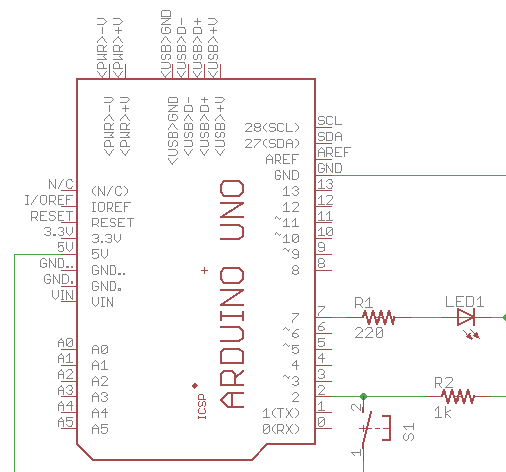 <PWR>-V
<PWR>+V
<USB>GND
<USB>D-
<USB>D+
<USB>+V
<PWR>-V
<PWR>+V
<USB>GND
<USB>D-
<USB>D+
<USB>+V
N/C
I/OREF
RESET
3.3V
5V
GND..
GND.
VIN
A0
A1
A2
A3
A4
A5
(N/C)
IOREF
RESET
3.3V
5V
GND..
GND.
VIN
A0
A1
A2
A3
A4
A5
ARDUINO UNO
ICSP
28(SCL)
27(SDA)
AREF
GND
13
12
~11
~10
~9
8
7
~6
~5
4
~3
2
1(TX)
0(RX)
SCL
SDA
AREF
GND
13
12
11
10
9
8
7
6
5
4
3
2
1
0
R1
220
LED1
R2
1k
2
1
S1